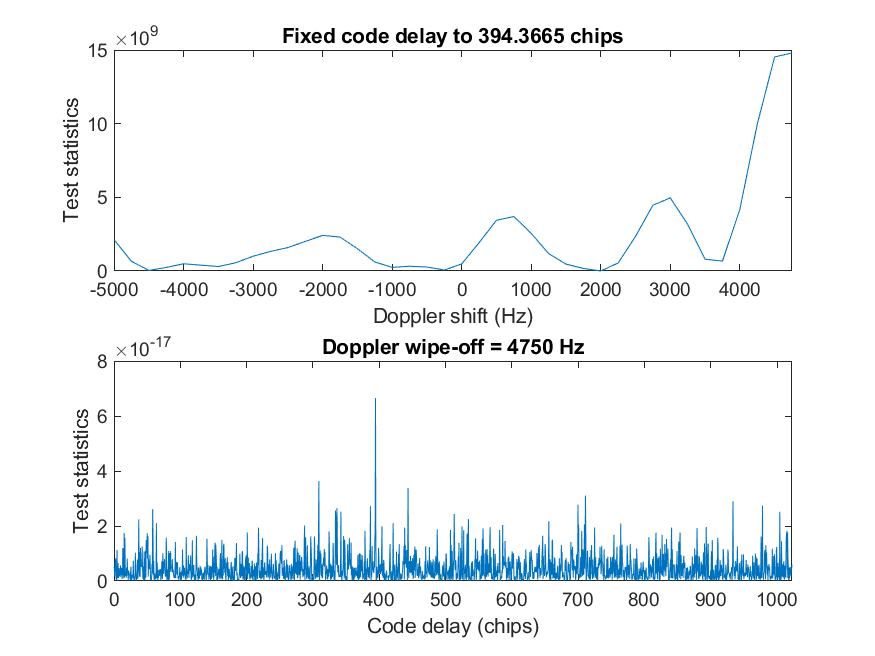 Fixed code delay to 394.3665 chips
×10^9
15
10
5
0
Test statistics
-5000 -4000 -3000 -2000 -1000 0 1000 2000 3000 4000
Doppler shift (Hz)
Doppler wipe-off = 4750 Hz
×10^-17
8
6
4
2
0
Test statistics
0 100 200 300 400 500 600 700 800 900 1000
Code delay (chips)